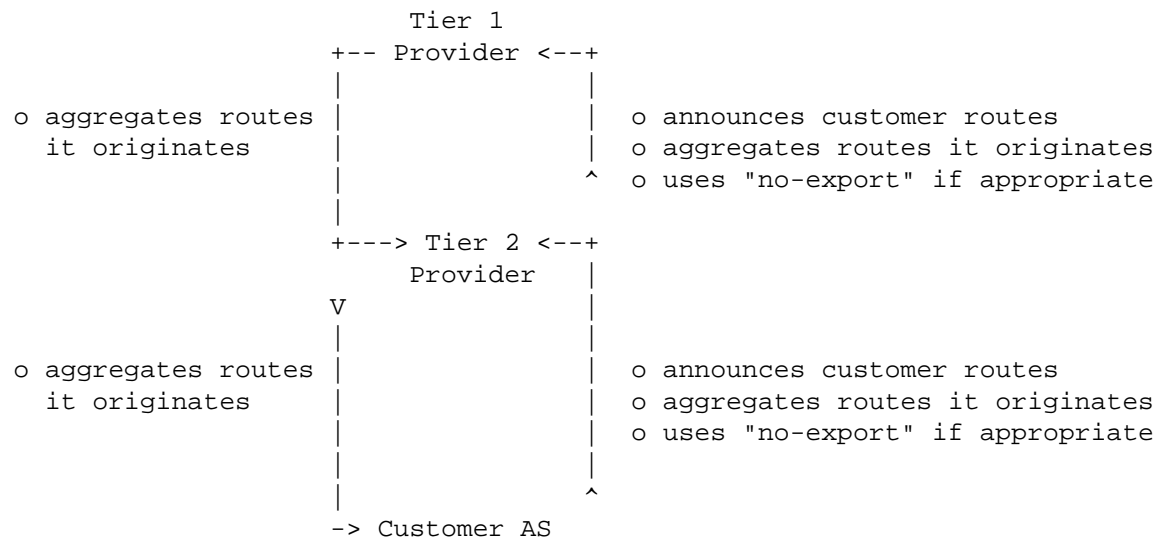 Tier 1
+-- Provider <--+
|               |
o aggregates routes |               | o announces customer routes
it originates     |               | o aggregates routes it originates
|               ^ o uses "no-export" if appropriate
|
+---> Tier 2 <--+
Provider    |
V               |
|               |
o aggregates routes |               | o announces customer routes
it originates     |               | o aggregates routes it originates
|               | o uses "no-export" if appropriate
|               |
|               ^
-> Customer AS